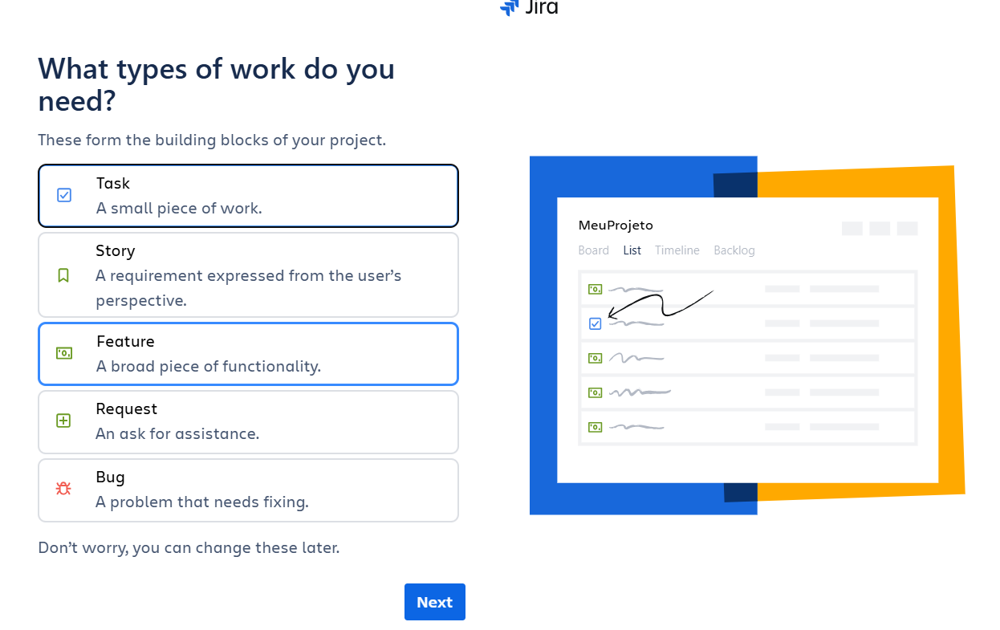 Jira
What types of work do you
need?
These form the building blocks of your project.
Task
A small piece of work.
Story
A requirement expressed from the user’s
perspective.
Feature
A broad piece of functionality.
Request
An ask for assistance.
Bug
A problem that needs fixing.
Don’t worry, you can change these later.
Next
MeuProjeto
Board List Timeline Backlog